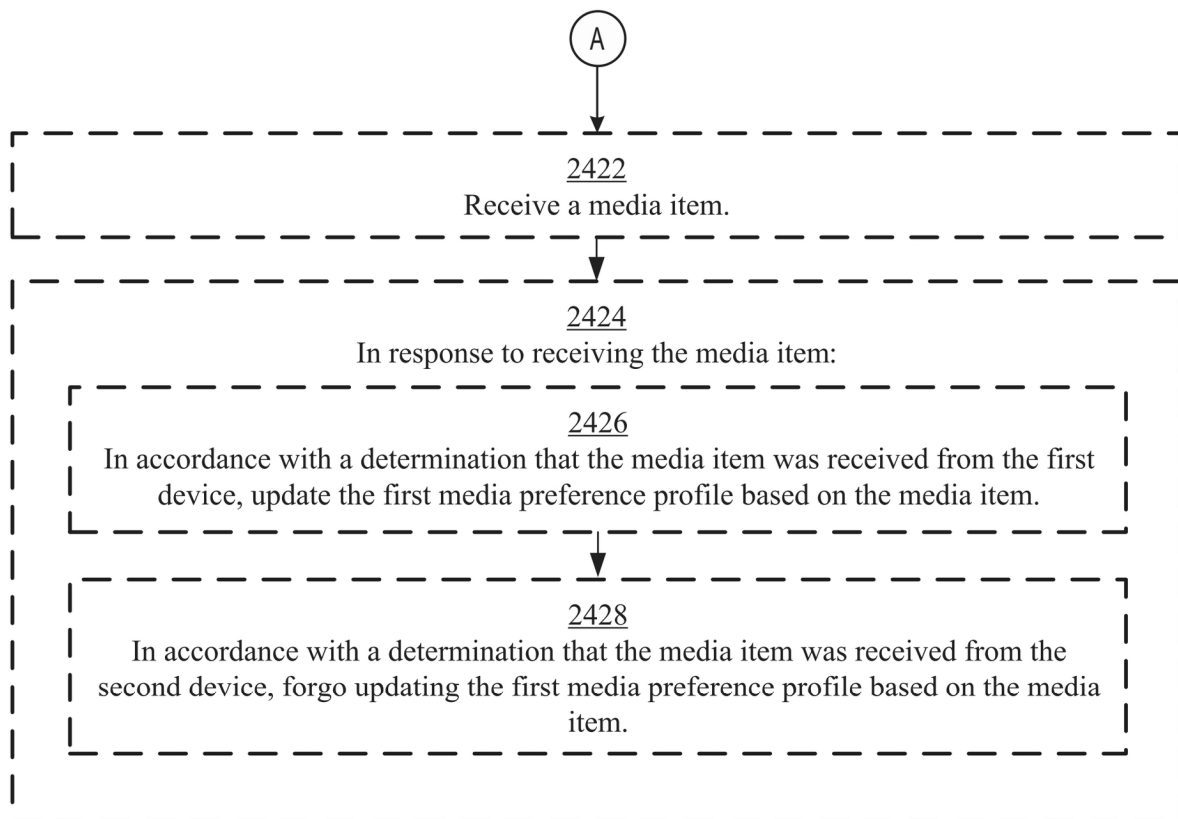 A
2422
Receive a media item.
2424
In response to receiving the media item:
2426
In accordance with a determination that the media item was received from the first
device, update the first media preference profile based on the media item.
2428
In accordance with a determination that the media item was received from the
second device, forgo updating the first media preference profile based on the media
item.